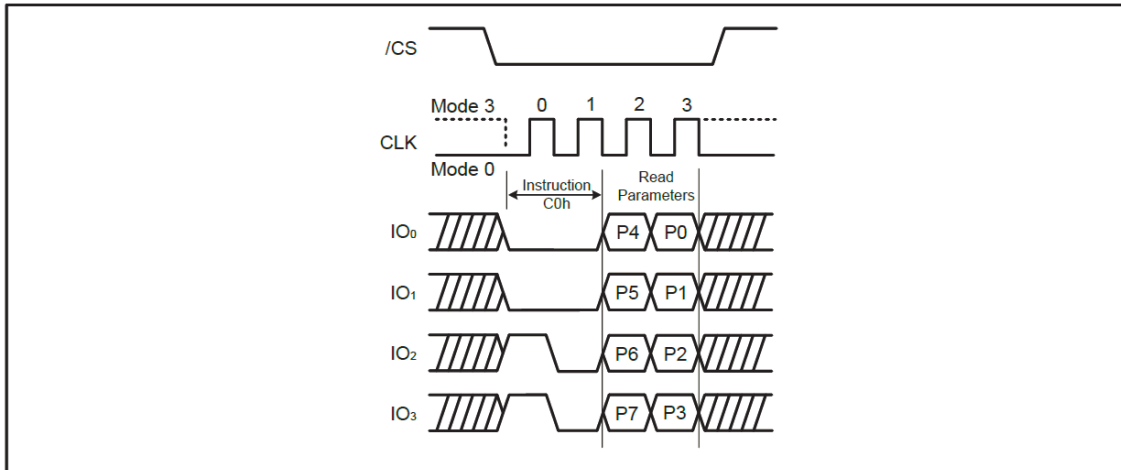 /CS
Mode 3 0 1 2 3
CLK
Mode 0
Instruction
C0h
Read
Parameters
IO0 P4 P0
IO1 P5 P1
IO2 P6 P2
IO3 P7 P3